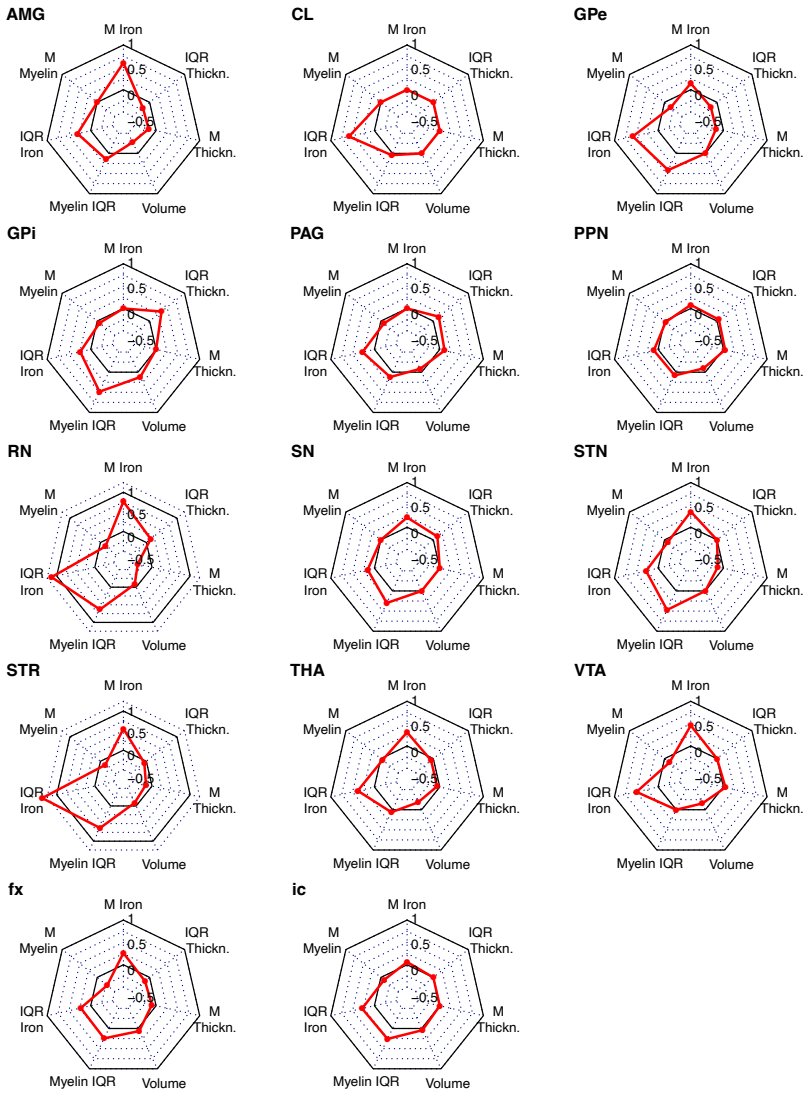 AMG
M Iron
1
M
Myelin
IQR
Thickn.
0.5
0
−0.5
IQR
Iron
M
Thickn.
Myelin IQR
Volume
CL
M Iron
1
M
Myelin
IQR
Thickn.
0.5
0
−0.5
IQR
Iron
M
Thickn.
Myelin IQR
Volume
GPe
M Iron
1
M
Myelin
IQR
Thickn.
0.5
0
−0.5
IQR
Iron
M
Thickn.
Myelin IQR
Volume
GPi
M Iron
1
M
Myelin
IQR
Thickn.
0.5
0
−0.5
IQR
Iron
M
Thickn.
Myelin IQR
Volume
PAG
M Iron
1
M
Myelin
IQR
Thickn.
0.5
0
−0.5
IQR
Iron
M
Thickn.
Myelin IQR
Volume
PPN
M Iron
1
M
Myelin
IQR
Thickn.
0.5
0
−0.5
IQR
Iron
M
Thickn.
Myelin IQR
Volume
RN
M Iron
1
M
Myelin
IQR
Thickn.
0.5
0
−0.5
IQR
Iron
M
Thickn.
Myelin IQR
Volume
SN
M Iron
1
M
Myelin
IQR
Thickn.
0.5
0
−0.5
IQR
Iron
M
Thickn.
Myelin IQR
Volume
STN
M Iron
1
M
Myelin
IQR
Thickn.
0.5
0
−0.5
IQR
Iron
M
Thickn.
Myelin IQR
Volume
STR
M Iron
1
M
Myelin
IQR
Thickn.
0.5
0
−0.5
IQR
Iron
M
Thickn.
Myelin IQR
Volume
THA
M Iron
1
M
Myelin
IQR
Thickn.
0.5
0
−0.5
IQR
Iron
M
Thickn.
Myelin IQR
Volume
VTA
M Iron
1
M
Myelin
IQR
Thickn.
0.5
0
−0.5
IQR
Iron
M
Thickn.
Myelin IQR
Volume
fx
M Iron
1
M
Myelin
IQR
Thickn.
0.5
0
−0.5
IQR
Iron
M
Thickn.
Myelin IQR
Volume
ic
M Iron
1
M
Myelin
IQR
Thickn.
0.5
0
−0.5
IQR
Iron
M
Thickn.
Myelin IQR
Volume